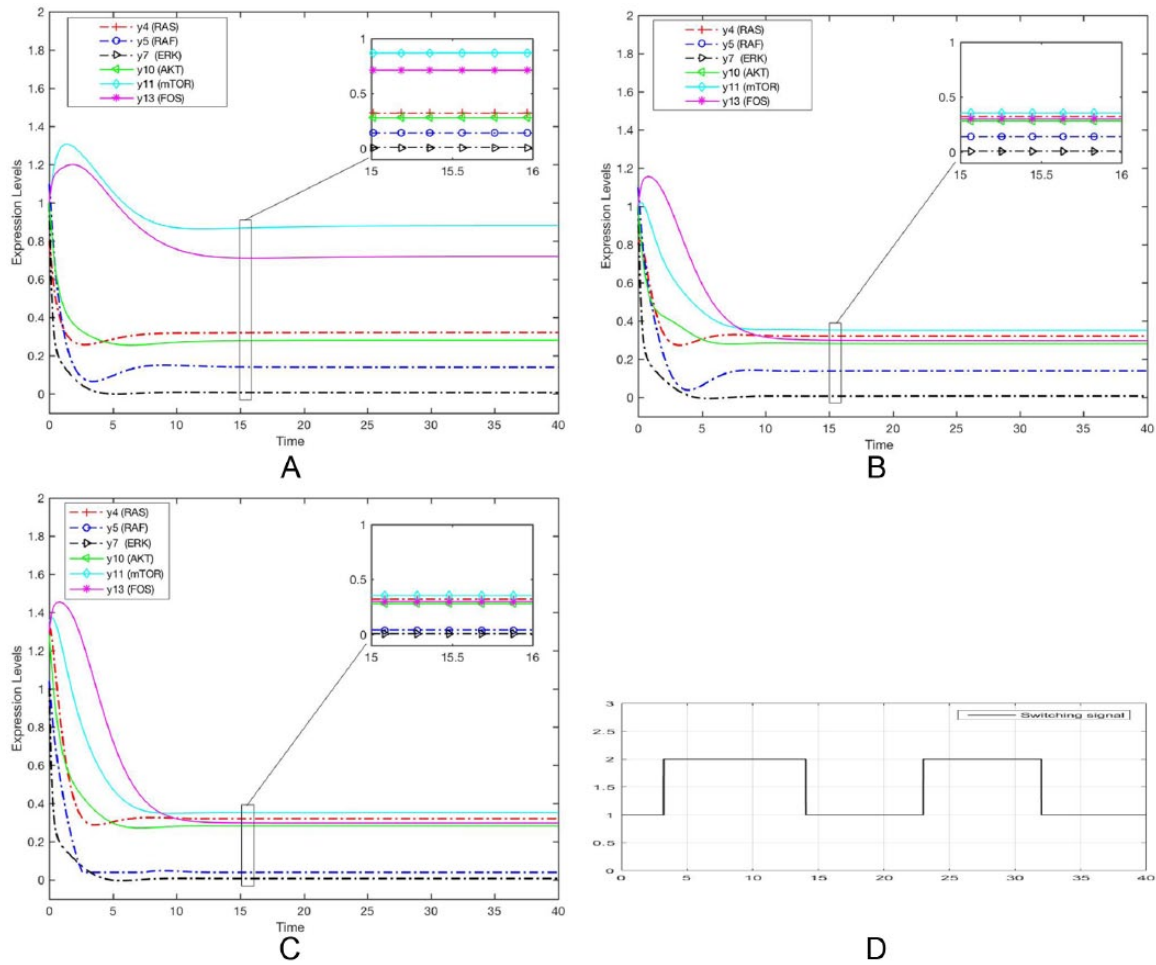 2
1.8
1.6
1.4
1.2
1
0.8
0.6
0.4
0.2
0
Expression Levels
y4 (RAS)
y5 (RAF)
y7 (ERK)
y10 (AKT)
y11 (mTOR)
y13 (FOS)
1
0.5
0
15 15.5 16
0 5 10 15 20 25 30 35 40
Time
A
2
1.8
1.6
1.4
1.2
1
0.8
0.6
0.4
0.2
0
Expression Levels
y4 (RAS)
y5 (RAF)
y7 (ERK)
y10 (AKT)
y11 (mTOR)
y13 (FOS)
1
0.5
0
15 15.5 16
0 5 10 15 20 25 30 35 40
Time
B
2
1.8
1.6
1.4
1.2
1
0.8
0.6
0.4
0.2
0
Expression Levels
y4 (RAS)
y5 (RAF)
y7 (ERK)
y10 (AKT)
y11 (mTOR)
y13 (FOS)
1
0.5
0
15 15.5 16
0 5 10 15 20 25 30 35 40
Time
C
3
2.5
2
1.5
1
0.5
0
Switching signal
0 5 10 15 20 25 30 35 40
D